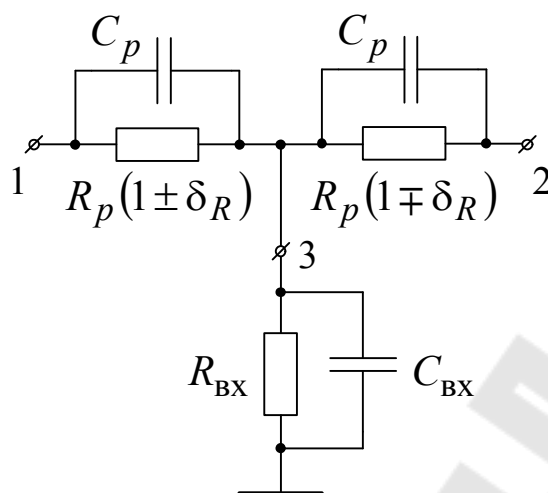 C_p C_p
1 2
R_p(1 ± δ_R) R_p(1 ∓ δ_R)
3
R_вх C_вх